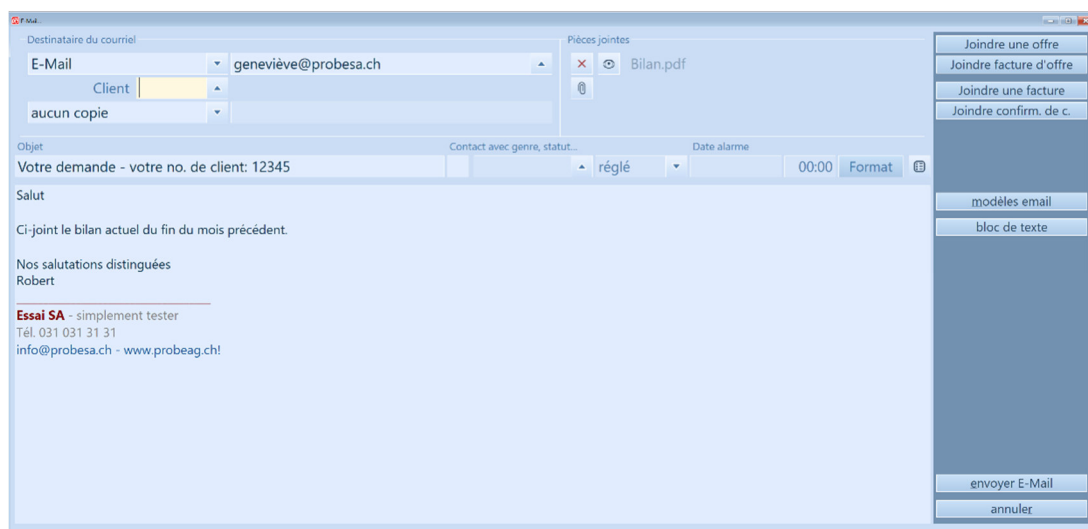 E-Mail...
Destinataire du courriel
E-Mail
geneviève@probesa.ch
Client
aucun copie
Pièces jointes
Bilan.pdf
Objet
Contact avec genre, statut...
Date alarme
Votre demande - votre no. de client: 12345
réglé
00:00
Format
Salut
Ci-joint le bilan actuel du fin du mois précédent.
Nos salutations distinguées
Robert
Essai SA - simplement tester
Tél. 031 031 31 31
info@probesa.ch - www.probeag.ch!
Joindre une offre
Joindre facture d'offre
Joindre une facture
Joindre confirm. de c.
modèles email
bloc de texte
envoyer E-Mail
annuler